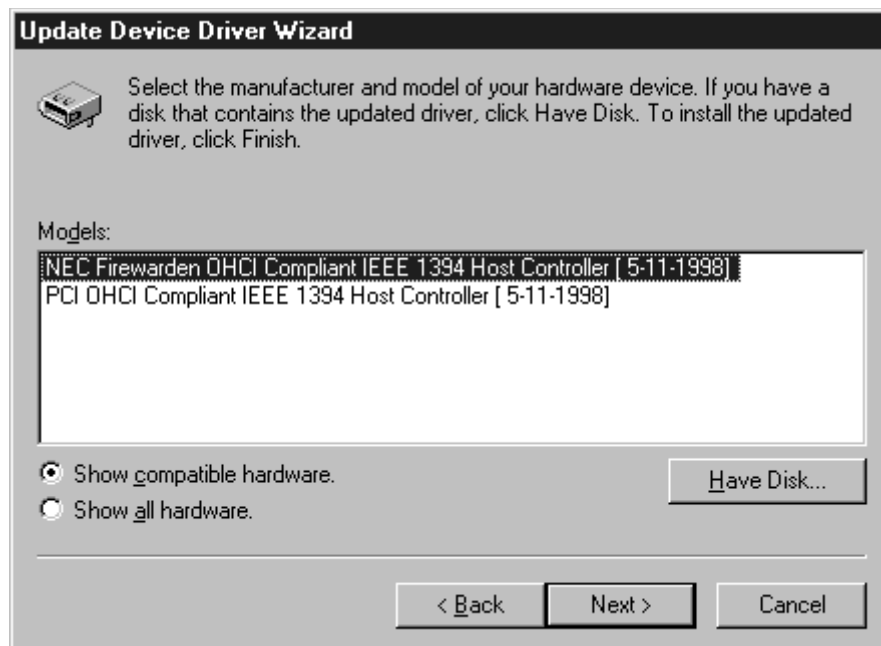 Update Device Driver Wizard
Select the manufacturer and model of your hardware device. If you have a
disk that contains the updated driver, click Have Disk. To install the updated
driver, click Finish.
Models:
NEC Firewarden OHCI Compliant IEEE 1394 Host Controller [ 5-11-1998]
PCI OHCI Compliant IEEE 1394 Host Controller [ 5-11-1998]
Show compatible hardware.
Have Disk...
Show all hardware.
< Back
Next >
Cancel